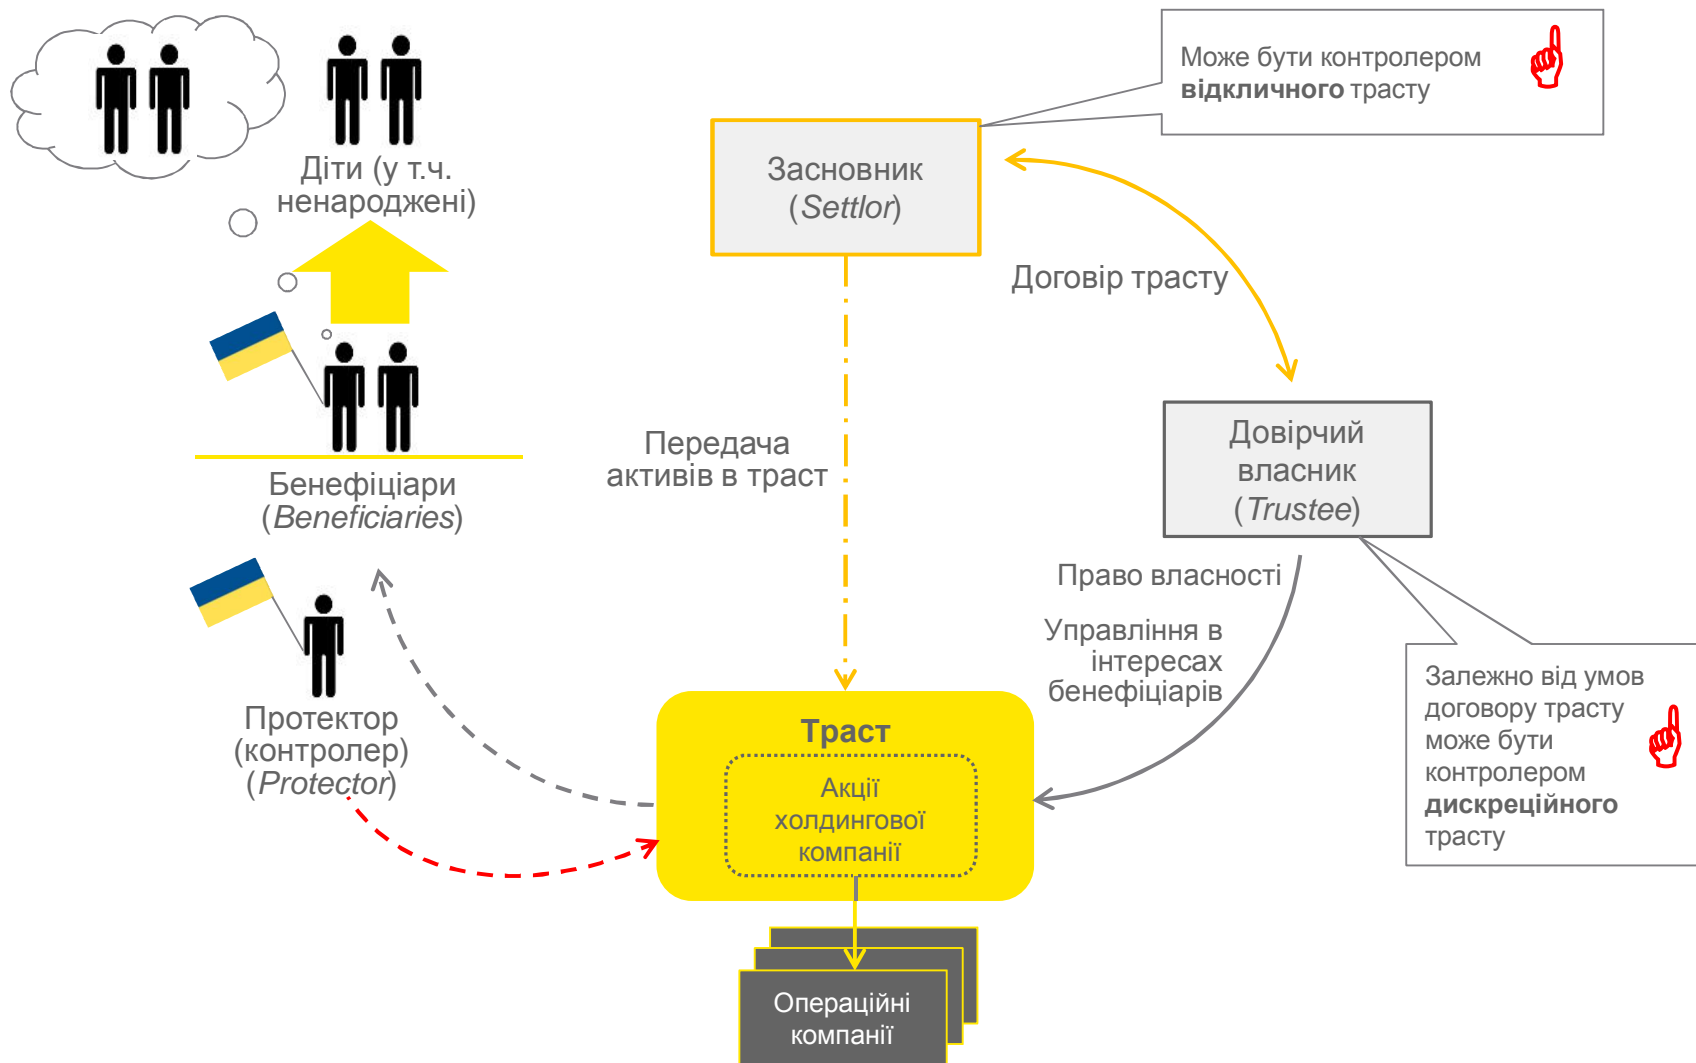 Може бути контролером
відкличного трасту
Діти (у т.ч.
ненароджені)
Засновник
(Settlor)
Договір трасту
Передача
активів в траст
Довірчий
власник
(Trustee)
Бенефіціари
(Beneficiaries)
Право власності
Управління в
інтересах
бенефіціарів
Залежно від умов
договору трасту
може бути
контролером
дискреційного
трасту
Протектор
(контролер)
(Protector)
Траст
Акції
холдингової
компанії
Операційні
компанії